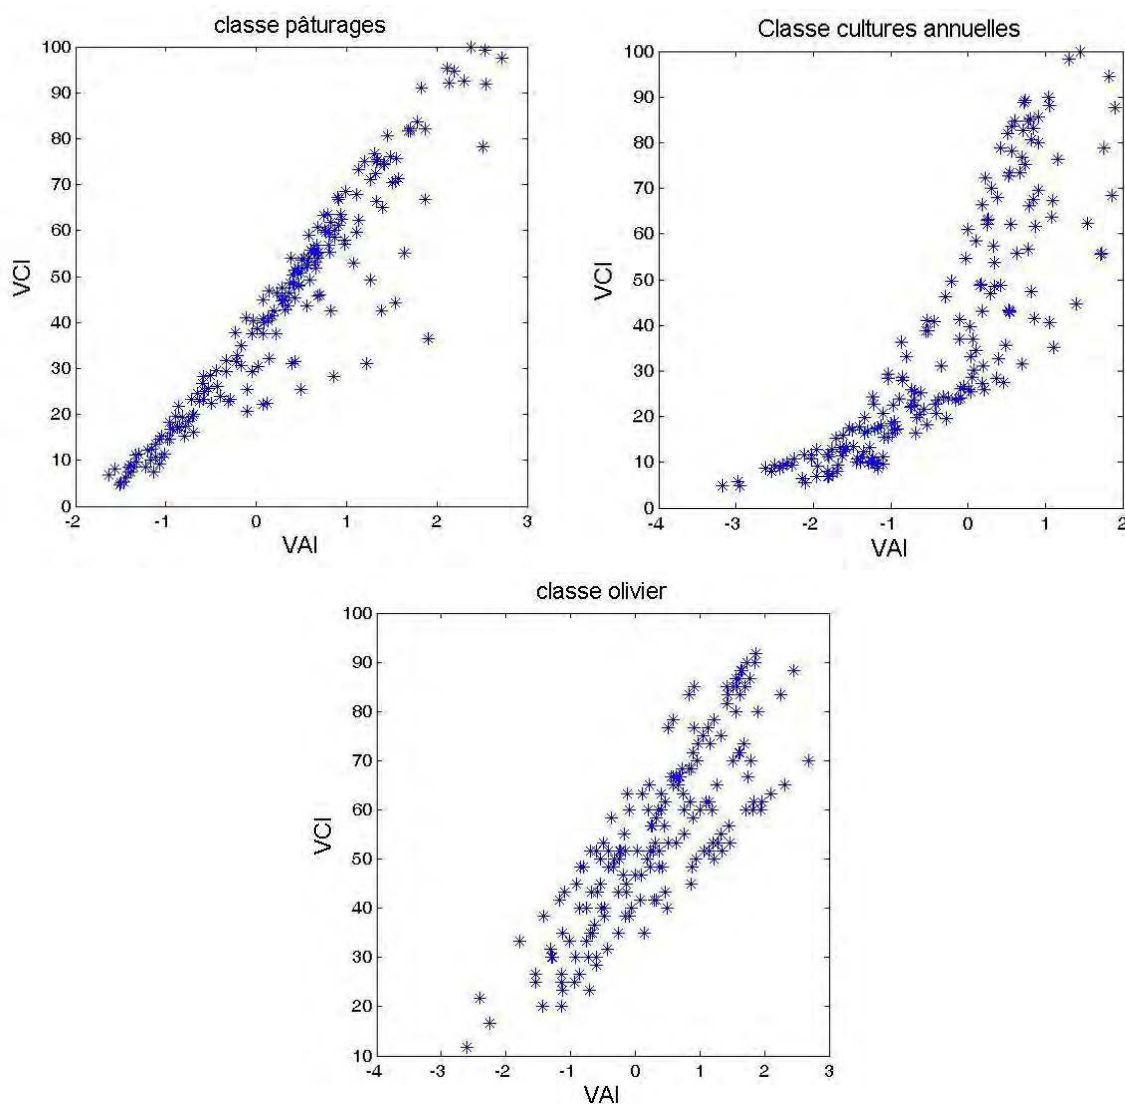 classe pâturages
100
90
80
70
60
50
40
30
20
10
0
VCI
-2 -1 0 1 2 3
VAI
Classe cultures annuelles
100
90
80
70
60
50
40
30
20
10
0
VCI
-4 -3 -2 -1 0 1 2
VAI
classe olivier
100
90
80
70
60
50
40
30
20
10
VCI
-4 -3 -2 -1 0 1 2 3
VAI